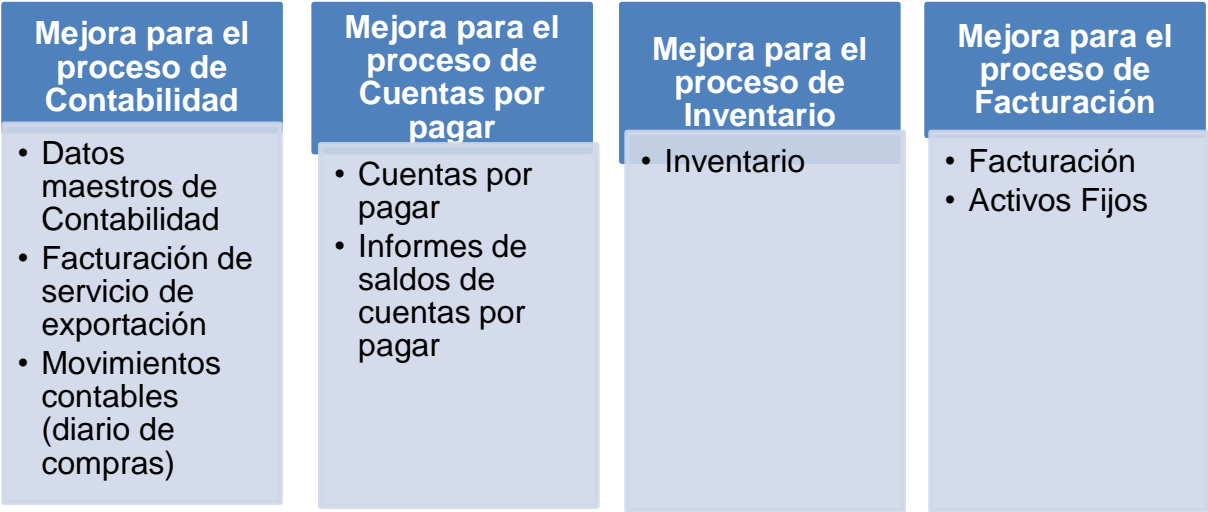 Mejora para el
proceso de
Contabilidad
• Datos
maestros de
Contabilidad
• Facturación de
servicio de
exportación
• Movimientos
contables
(diario de
compras)
Mejora para el
proceso de
Cuentas por
pagar
• Cuentas por
pagar
• Informes de
saldos de
cuentas por
pagar
Mejora para el
proceso de
Inventario
• Inventario
Mejora para el
proceso de
Facturación
• Facturación
• Activos Fijos